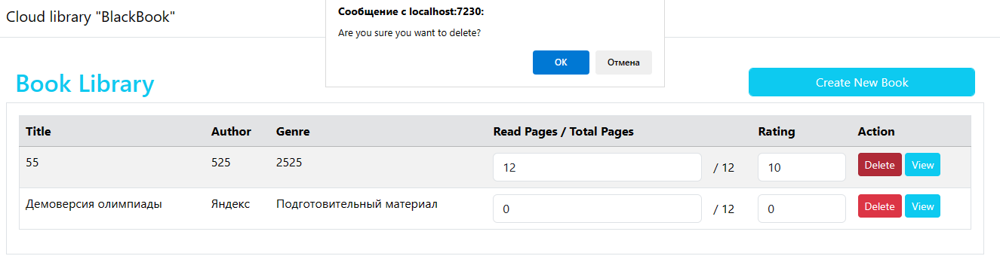 Cloud library "BlackBook"
Сообщение с localhost:7230:
Are you sure you want to delete?
ОК Отмена
Book Library
Create New Book
Title Author Genre Read Pages / Total Pages Rating Action
55 525 2525 12 / 12 10 Delete View
Демоверсия олимпиады Яндекс Подготовительный материал 0 / 12 0 Delete View